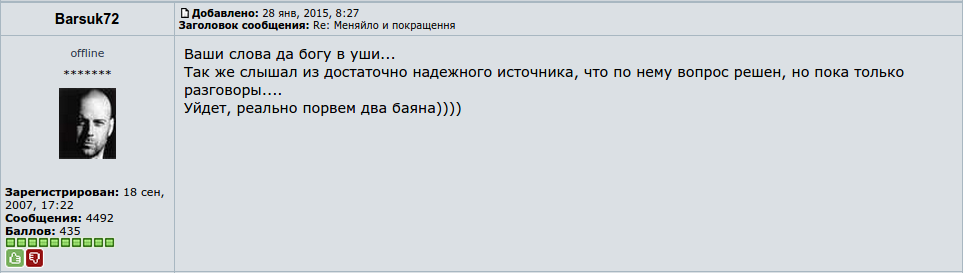 Barsuk72
Добавлено: 28 янв, 2015, 8:27
Заголовок сообщения: Re: Меняйло и покращення
offline
*******
Зарегистрирован: 18 сен,
2007, 17:22
Сообщения: 4492
Баллов: 435
Ваши слова да богу в уши...
Так же слышал из достаточно надежного источника, что по нему вопрос решен, но пока только
разговоры....
Уйдет, реально порвем два баяна))))